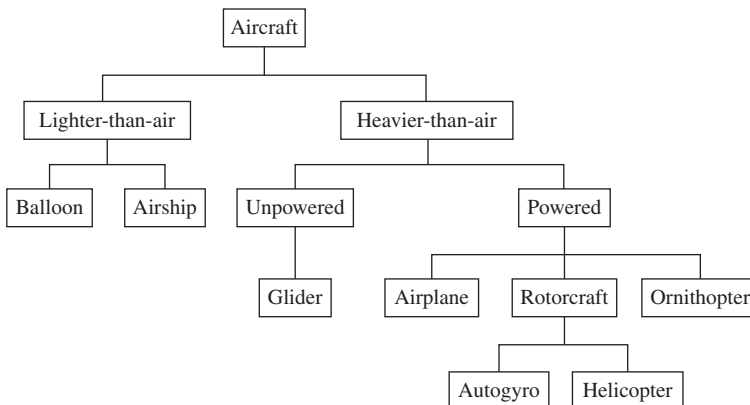 Aircraft
Lighter-than-air
Heavier-than-air
Balloon
Airship
Unpowered
Powered
Glider
Airplane
Rotorcraft
Ornithopter
Autogyro
Helicopter